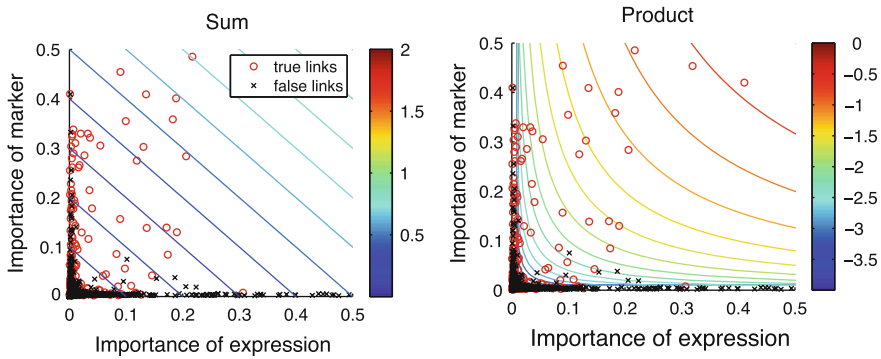 Sum
Importance of marker
0.5
0.4
0.3
0.2
0.1
0
true links
false links
0 0.1 0.2 0.3 0.4 0.5
Importance of expression
2
1.5
1
0.5
Product
Importance of marker
0.5
0.4
0.3
0.2
0.1
0
0 0.1 0.2 0.3 0.4 0.5
Importance of expression
0
−0.5
−1
−1.5
−2
−2.5
−3
−3.5